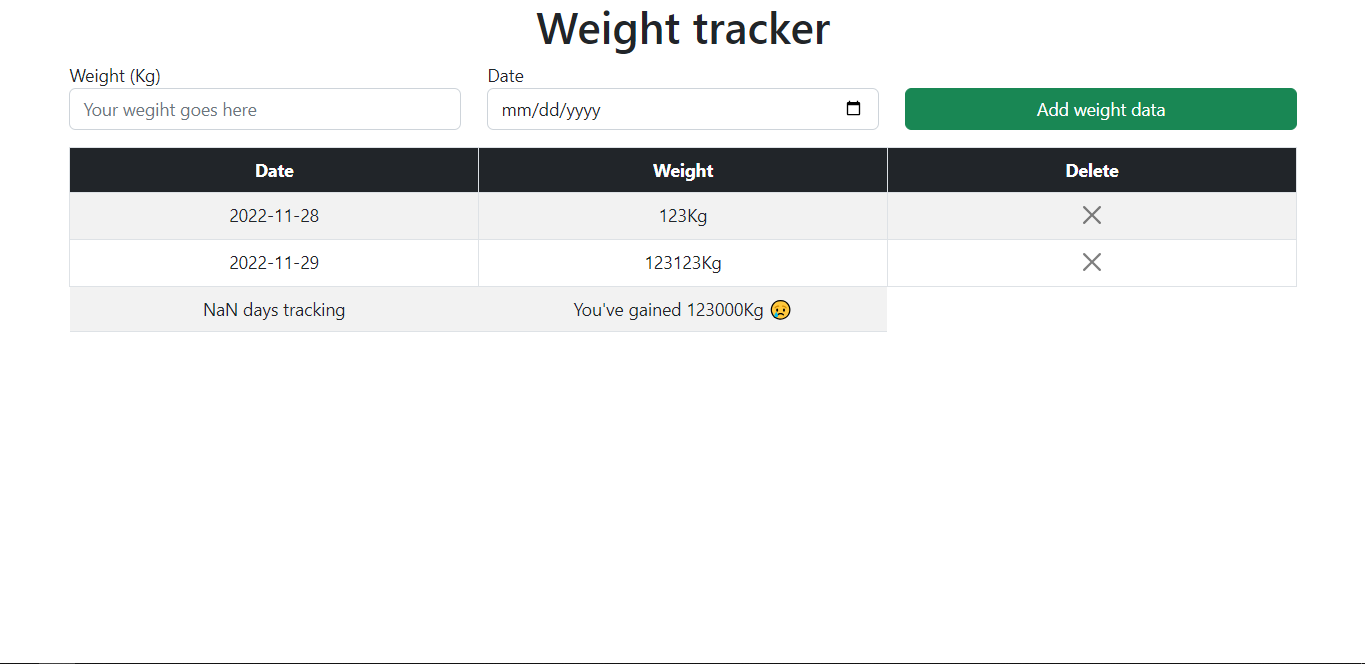 Weight tracker
Weight (Kg) Date
Your wegiht goes here mm/dd/yyyy Add weight data
Date Weight Delete
2022-11-28 123Kg
2022-11-29 123123Kg
NaN days tracking You've gained 123000Kg 😢